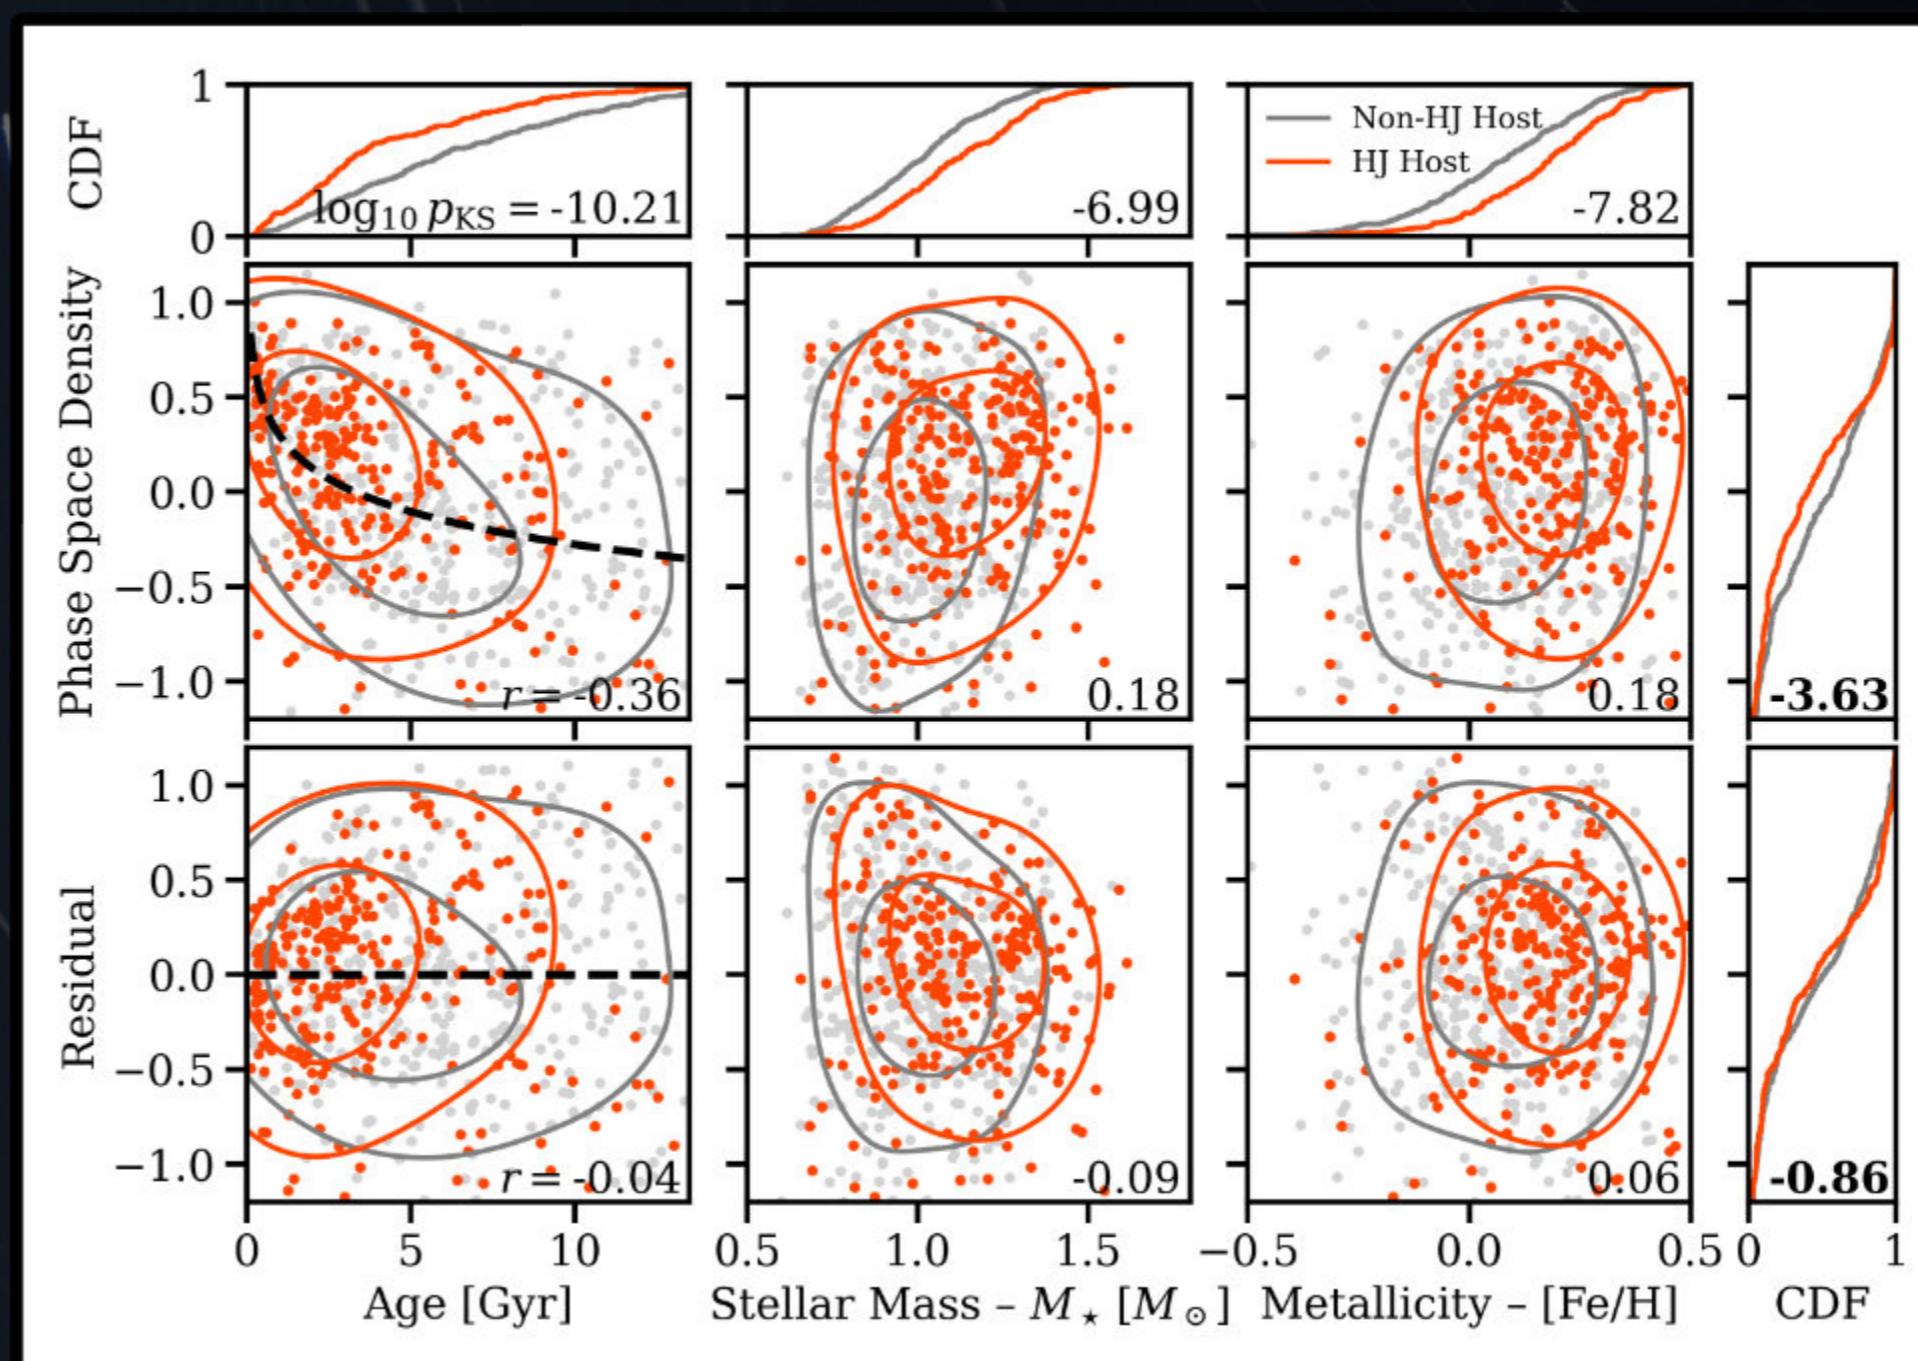 CDF
1
0
log₁₀ p_KS = -10.21
-6.99
Non-HJ Host
HJ Host
-7.82
Phase Space Density
1.0
0.5
0.0
−0.5
−1.0
r = -0.36
0.18
0.18
-3.63
Residual
1.0
0.5
0.0
−0.5
−1.0
r = -0.04
-0.09
0.06
-0.86
0 5 10
0.5 1.0 1.5
−0.5 0.0 0.5
0 1
Age [Gyr]
Stellar Mass – M⋆ [M⊙]
Metallicity – [Fe/H]
CDF